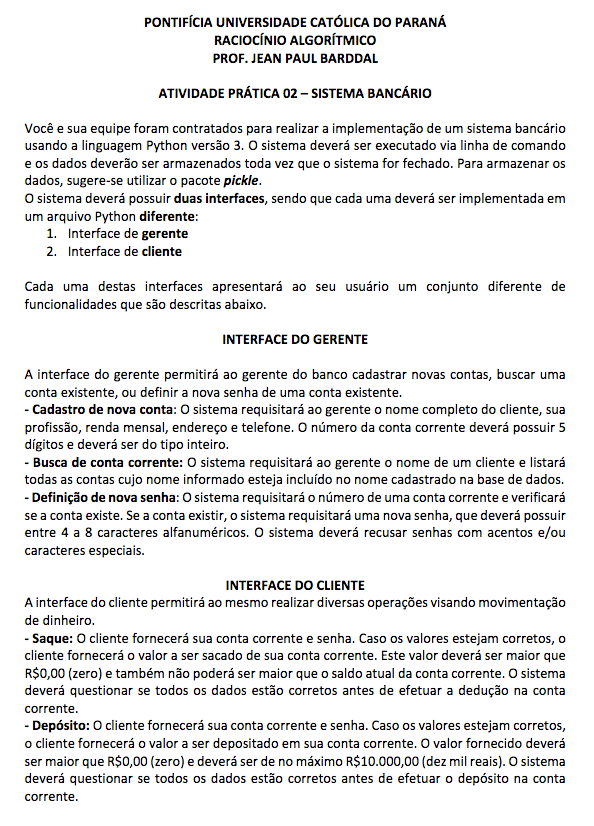 PONTIFÍCIA UNIVERSIDADE CATÓLICA DO PARANÁ
RACIOCÍNIO ALGORÍTMICO
PROF. JEAN PAUL BARDDAL
ATIVIDADE PRÁTICA 02 – SISTEMA BANCÁRIO
Você e sua equipe foram contratados para realizar a implementação de um sistema bancário
usando a linguagem Python versão 3. O sistema deverá ser executado via linha de comando
e os dados deverão ser armazenados toda vez que o sistema for fechado. Para armazenar os
dados, sugere-se utilizar o pacote pickle.
O sistema deverá possuir duas interfaces, sendo que cada uma deverá ser implementada em
um arquivo Python diferente:
1. Interface de gerente
2. Interface de cliente
Cada uma destas interfaces apresentará ao seu usuário um conjunto diferente de
funcionalidades que são descritas abaixo.
INTERFACE DO GERENTE
A interface do gerente permitirá ao gerente do banco cadastrar novas contas, buscar uma
conta existente, ou definir a nova senha de uma conta existente.
- Cadastro de nova conta: O sistema requisitará ao gerente o nome completo do cliente, sua
profissão, renda mensal, endereço e telefone. O número da conta corrente deverá possuir 5
dígitos e deverá ser do tipo inteiro.
- Busca de conta corrente: O sistema requisitará ao gerente o nome de um cliente e listará
todas as contas cujo nome informado esteja incluído no nome cadastrado na base de dados.
- Definição de nova senha: O sistema requisitará o número de uma conta corrente e verificará
se a conta existe. Se a conta existir, o sistema requisitará uma nova senha, que deverá possuir
entre 4 a 8 caracteres alfanuméricos. O sistema deverá recusar senhas com acentos e/ou
caracteres especiais.
INTERFACE DO CLIENTE
A interface do cliente permitirá ao mesmo realizar diversas operações visando movimentação
de dinheiro.
- Saque: O cliente fornecerá sua conta corrente e senha. Caso os valores estejam corretos, o
cliente fornecerá o valor a ser sacado de sua conta corrente. Este valor deverá ser maior que
R$0,00 (zero) e também não poderá ser maior que o saldo atual da conta corrente. O sistema
deverá questionar se todos os dados estão corretos antes de efetuar a dedução na conta
corrente.
- Depósito: O cliente fornecerá sua conta corrente e senha. Caso os valores estejam corretos,
o cliente fornecerá o valor a ser depositado em sua conta corrente. O valor fornecido deverá
ser maior que R$0,00 (zero) e deverá ser de no máximo R$10.000,00 (dez mil reais). O sistema
deverá questionar se todos os dados estão corretos antes de efetuar o depósito na conta
corrente.